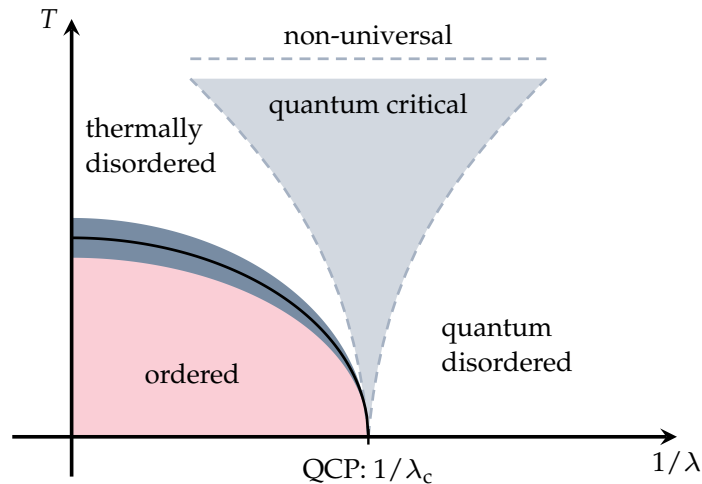 T
non-universal
quantum critical
thermally
disordered
quantum
disordered
ordered
QCP: 1/λc
1/λ